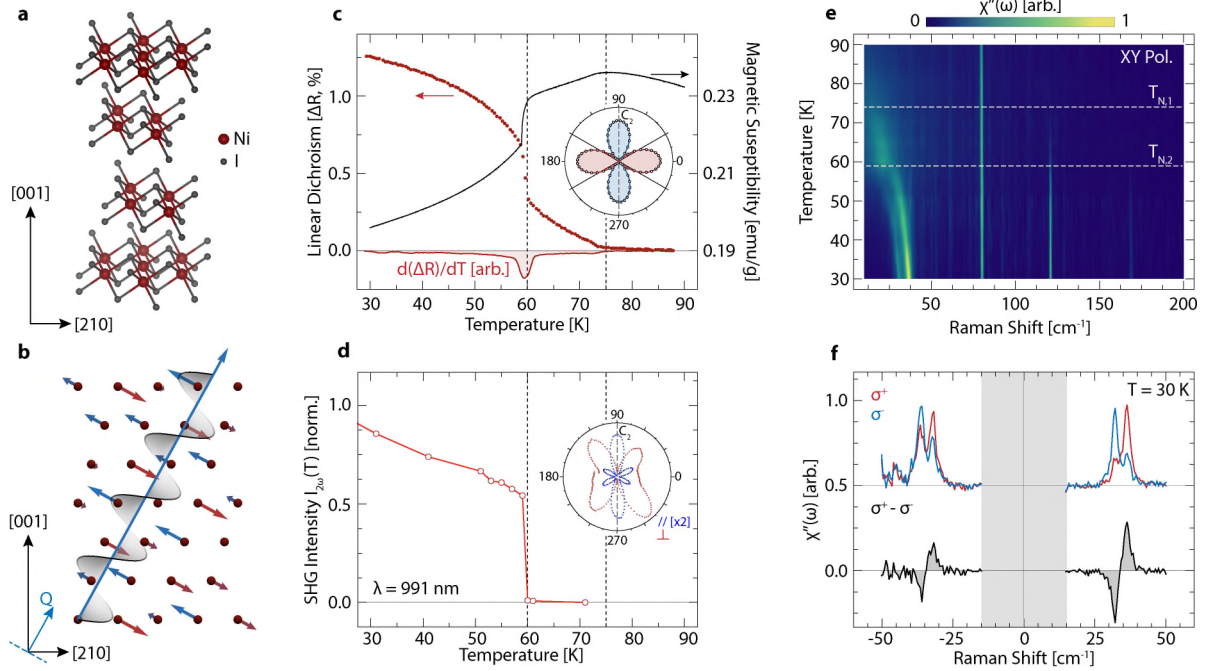 a
Ni
I
[001]
[210]
b
[001]
Q
[210]
c
Linear Dichroism [ΔR, %]
1.0
0.5
0.0
Magnetic Suseptibility [emu/g]
0.23
0.21
0.19
90
C₂
180
0
270
d(ΔR)/dT [arb.]
30 40 50 60 70 80 90
Temperature [K]
d
SHG Intensity I₂ω(T) [norm.]
1.0
0.5
0.0
90
C₂
180
0
270
// [x2]
⊥
λ = 991 nm
30 40 50 60 70 80 90
Temperature [K]
e
χ''(ω) [arb.]
0 1
XY Pol.
T_N,1
T_N,2
Temperature [K]
90
80
70
60
50
40
30
50 100 150 200
Raman Shift [cm⁻¹]
f
T = 30 K
σ⁺
σ⁻
σ⁺ - σ⁻
χ''(ω) [arb.]
1.0
0.5
0.0
-50 -25 0 25 50
Raman Shift [cm⁻¹]